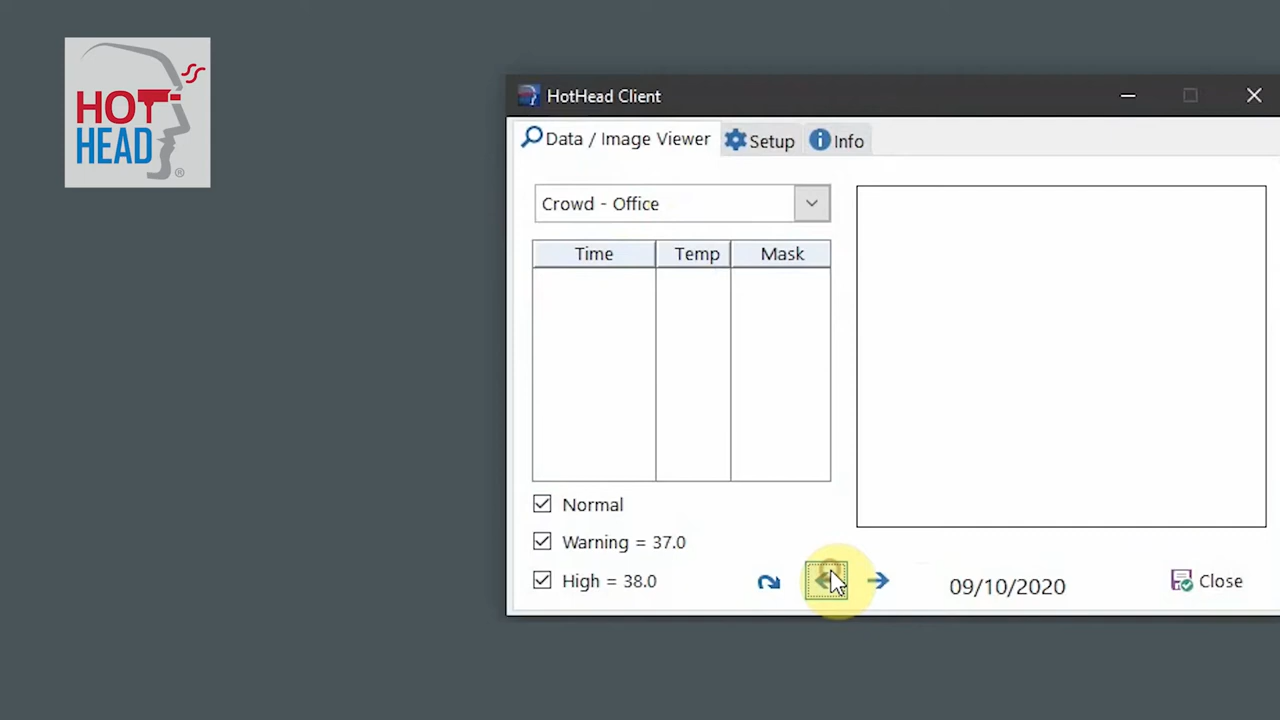 HOT
HEAD
®
HotHead Client
Data / Image Viewer
Setup
Info
Crowd - Office
Time
Temp
Mask
Normal
Warning = 37.0
High = 38.0
09/10/2020
Close